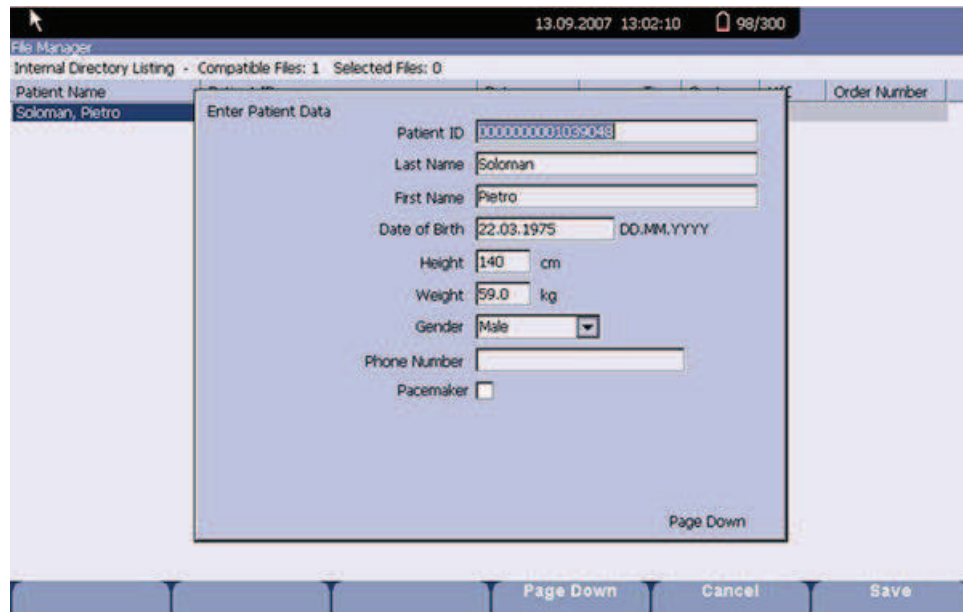 13.09.2007 13:02:10 98/300
File Manager
Internal Directory Listing - Compatible Files: 1 Selected Files: 0
Patient Name Order Number
Soloman, Pietro
Enter Patient Data
Patient ID 0000000001039048
Last Name Soloman
First Name Pietro
Date of Birth 22.03.1975 DD.MM.YYYY
Height 140 cm
Weight 59.0 kg
Gender Male
Phone Number
Pacemaker
Page Down
Page Down Cancel Save